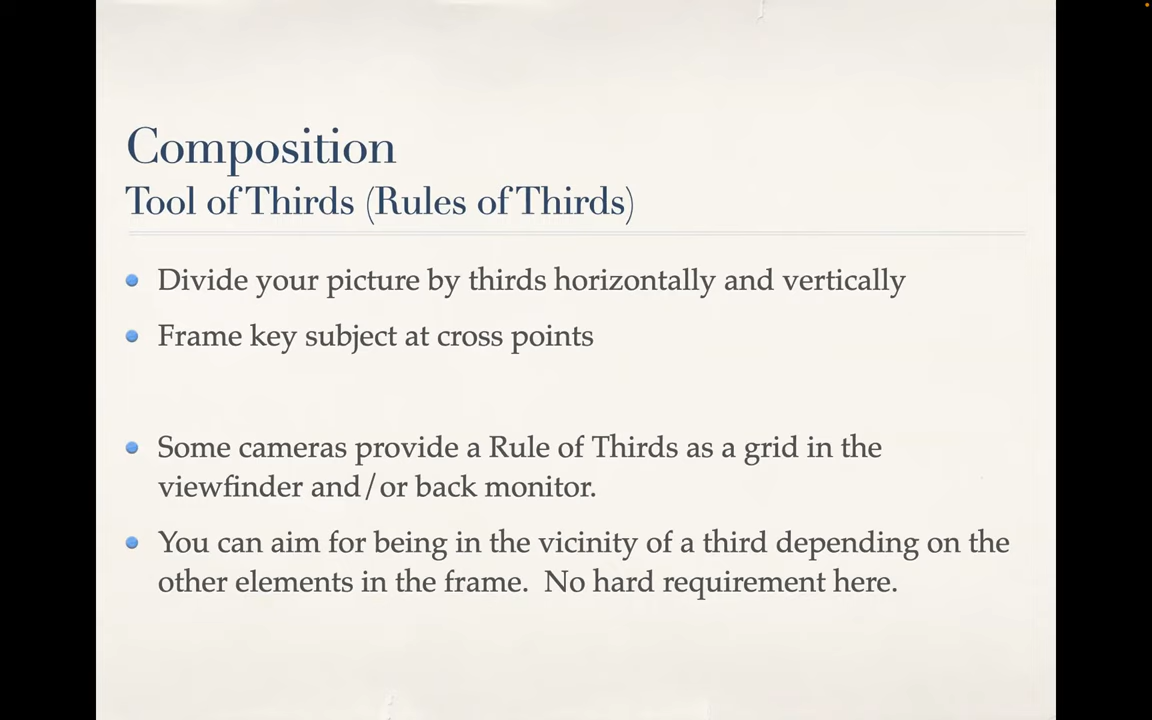 Composition
Tool of Thirds (Rules of Thirds)
Divide your picture by thirds horizontally and vertically
Frame key subject at cross points
Some cameras provide a Rule of Thirds as a grid in the
viewfinder and/or back monitor.
You can aim for being in the vicinity of a third depending on the
other elements in the frame.  No hard requirement here.